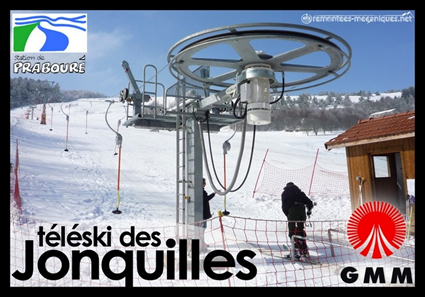 ©remontees-mecaniques.net
Station de
PRABOURÉ
téléski des
Jonquilles
GMM